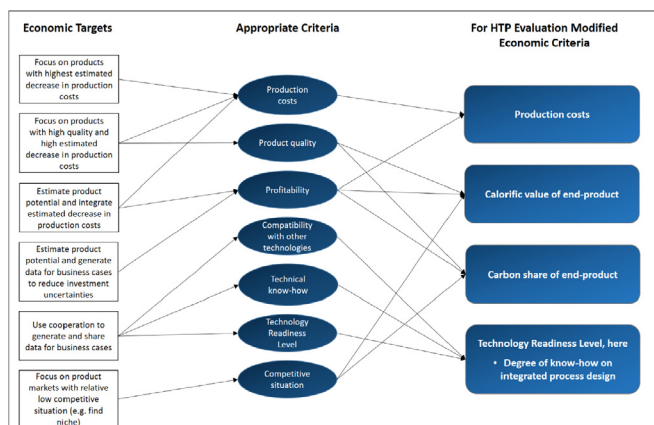 Economic Targets
Appropriate Criteria
For HTP Evaluation Modified
Economic Criteria
Focus on products
with highest estimated
decrease in production
costs
Focus on products
with high quality and
high estimated
decrease in production
costs
Estimate product
potential and integrate
estimated decrease in
production costs
Estimate product
potential and generate
data for business cases
to reduce investment
uncertainties
Use cooperation to
generate and share
data for business cases
Focus on product
markets with relative
low competitive
situation (e.g. find
niche)
Production
costs
Product quality
Profitability
Compatibility
with other
technologies
Technical
know-how
Technology
Readiness
Level
Competitive
situation
Production costs
Calorific value of end-product
Carbon share of end-product
Technology Readiness Level, here
• Degree of know-how on
integrated process design